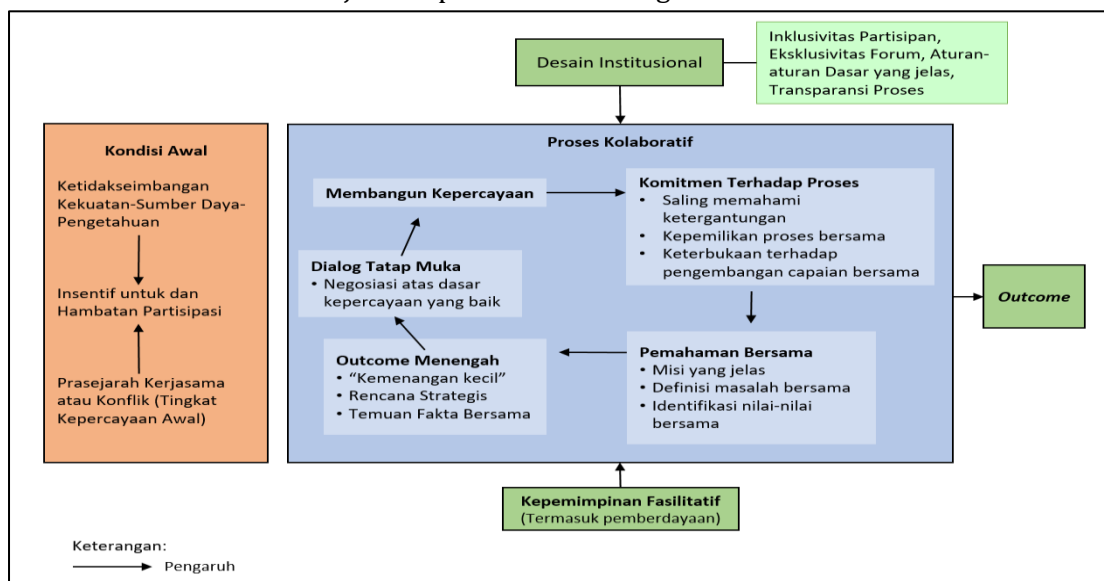 Desain Institusional
Inklusivitas Partisipan,
Eksklusivitas Forum, Aturan-
aturan Dasar yang jelas,
Transparansi Proses
Kondisi Awal
Ketidakseimbangan
Kekuatan-Sumber Daya-
Pengetahuan
Insentif untuk dan
Hambatan Partisipasi
Prasejarah Kerjasama
atau Konflik (Tingkat
Kepercayaan Awal)
Proses Kolaboratif
Membangun Kepercayaan
Komitmen Terhadap Proses
• Saling memahami
ketergantungan
• Kepemilikan proses bersama
• Keterbukaan terhadap
pengembangan capaian bersama
Dialog Tatap Muka
• Negosiasi atas dasar
kepercayaan yang baik
Outcome Menengah
• “Kemenangan kecil”
• Rencana Strategis
• Temuan Fakta Bersama
Pemahaman Bersama
• Misi yang jelas
• Definisi masalah bersama
• Identifikasi nilai-nilai
bersama
Outcome
Kepemimpinan Fasilitatif
(Termasuk pemberdayaan)
Keterangan:
Pengaruh